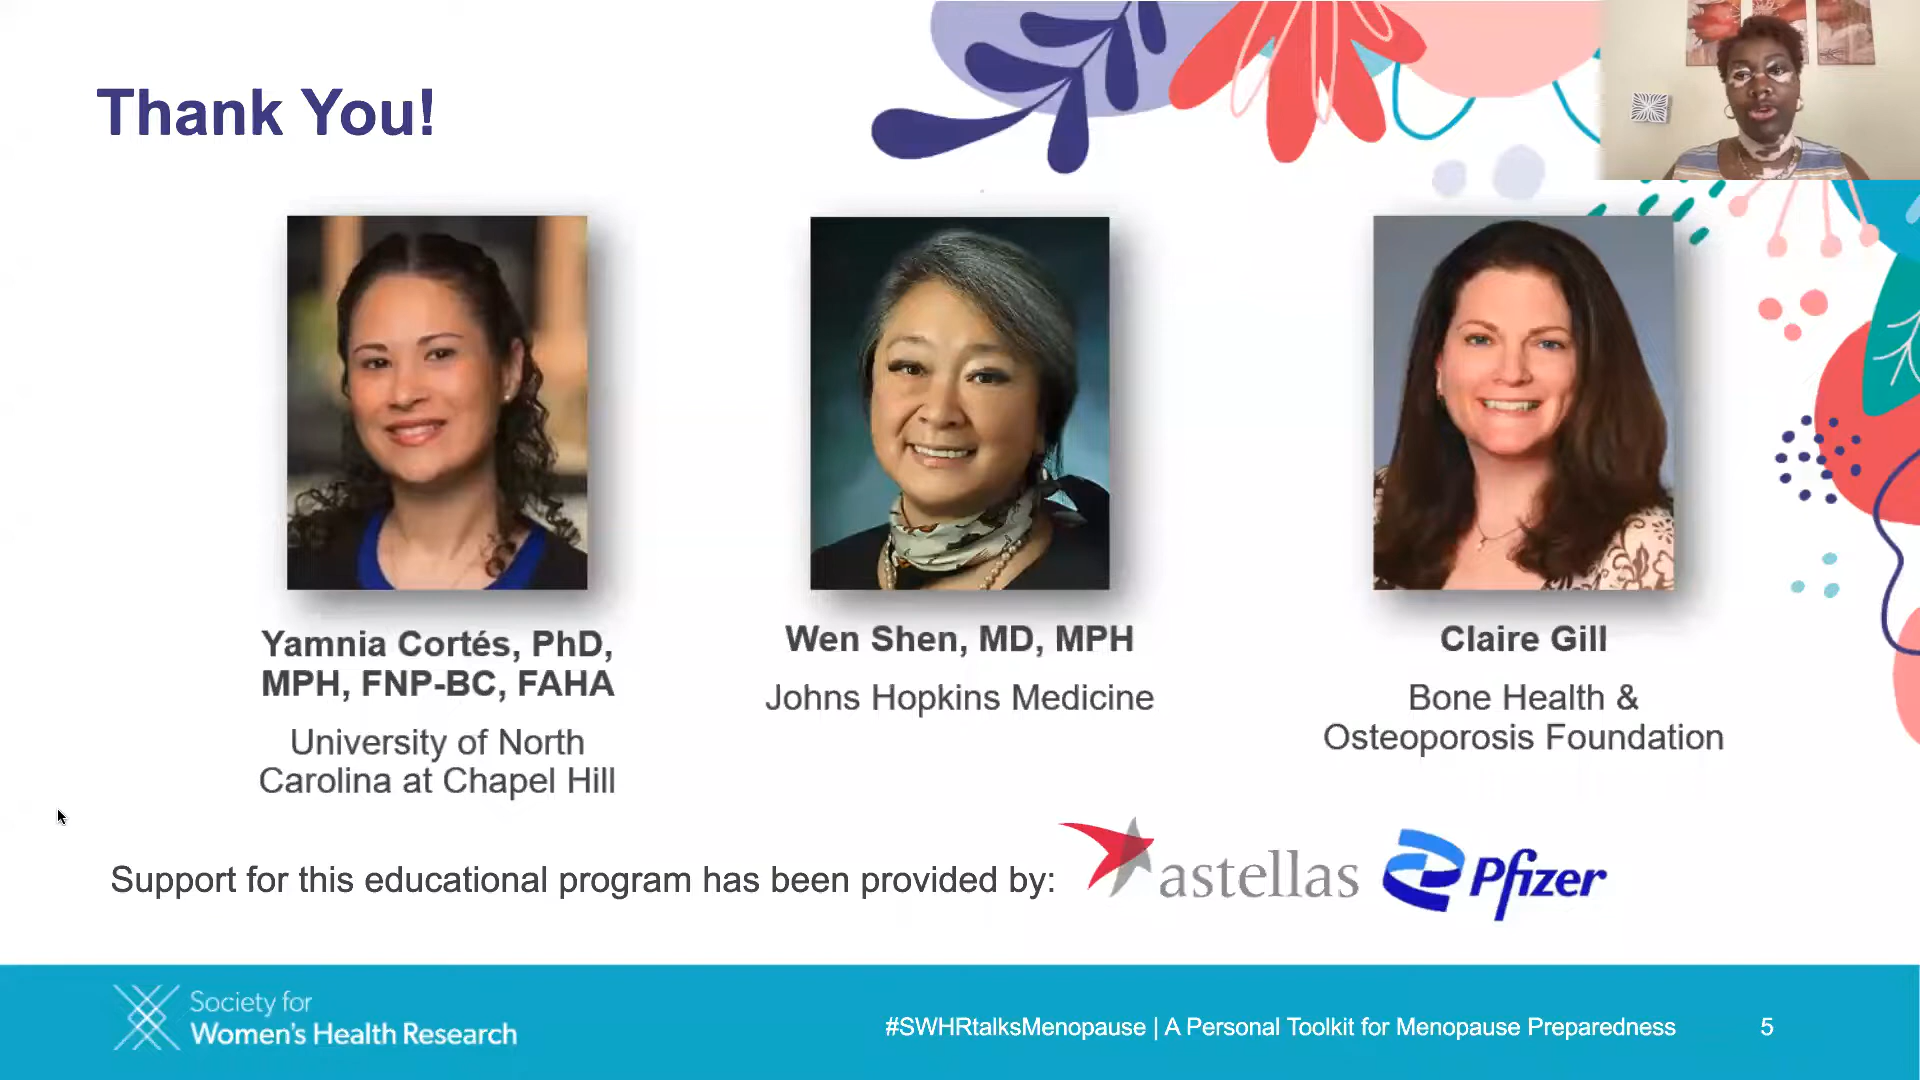 Thank You!
Yamnia Cortés, PhD,
MPH, FNP-BC, FAHA
University of North
Carolina at Chapel Hill
Wen Shen, MD, MPH
Johns Hopkins Medicine
Claire Gill
Bone Health &
Osteoporosis Foundation
Support for this educational program has been provided by:
astellas
Pfizer
Society for
Women's Health Research
#SWHRtalksMenopause | A Personal Toolkit for Menopause Preparedness
5